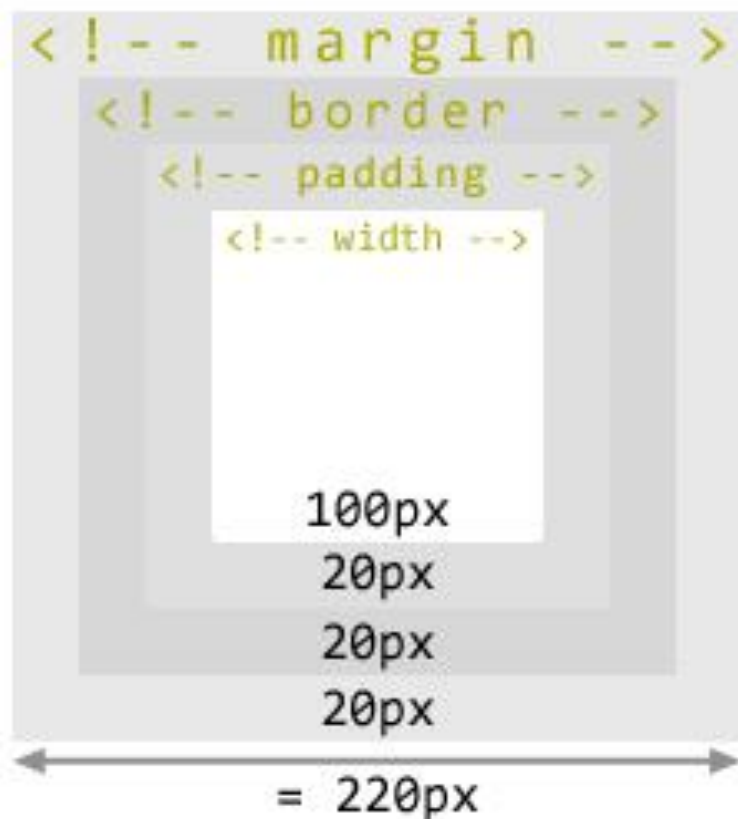 <!-- margin -->
<!-- border -->
<!-- padding -->
<!-- width -->
100px
20px
20px
20px
= 220px